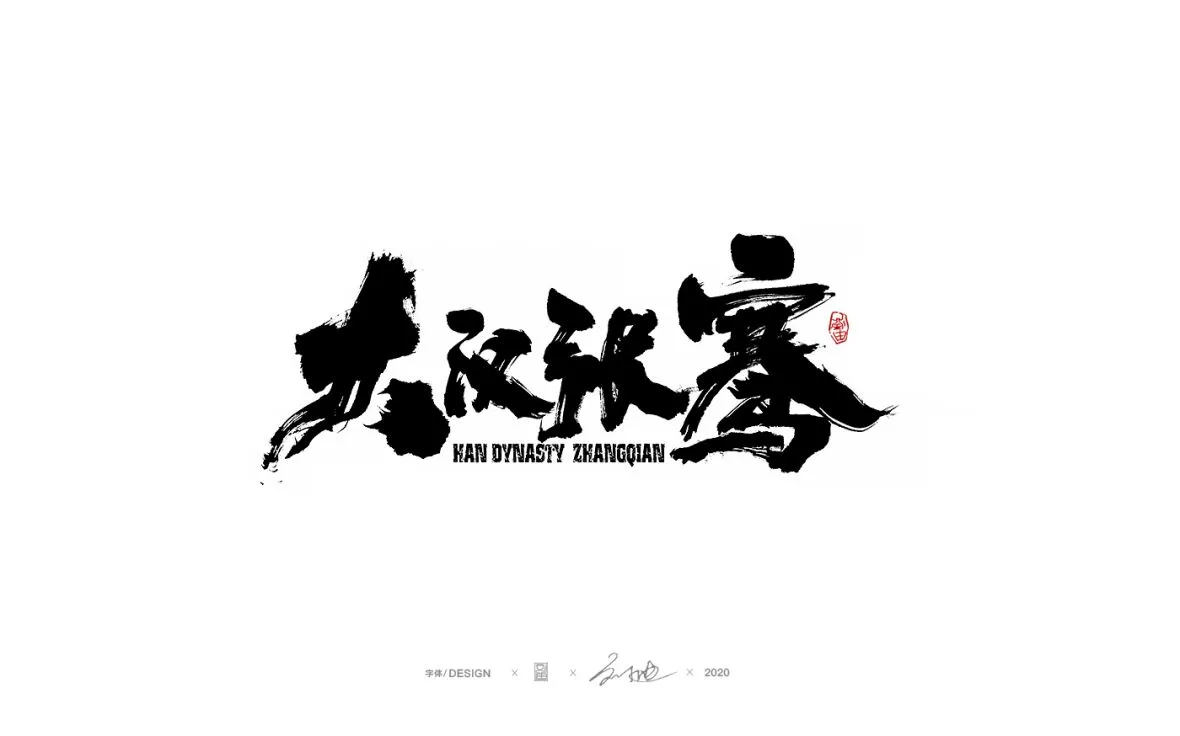 大汉张骞
HAN DYNASTY ZHANGQIAN
字体/DESIGN × × × 2020